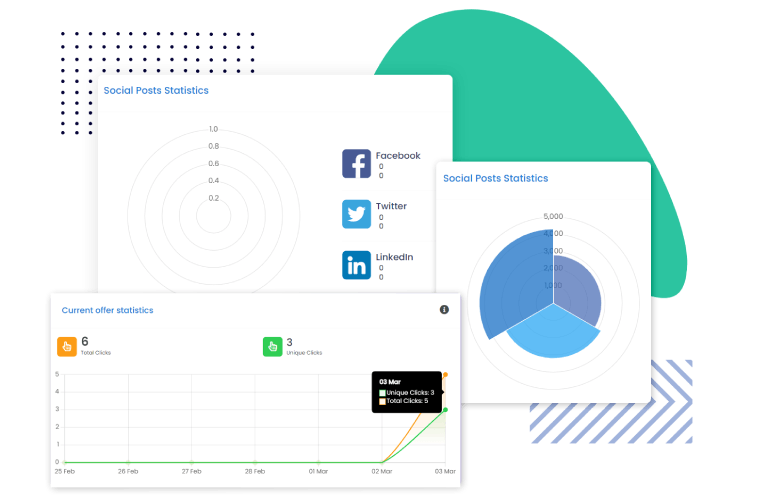 Social Posts Statistics
1.0
0.8
0.6
0.4
0.2
Facebook
0
0
Twitter
0
0
LinkedIn
0
0
Social Posts Statistics
5,000
4,000
3,000
2,000
1,000
Current offer statistics
6
Total Clicks
3
Unique Clicks
5
4
3
2
1
0
03 Mar
Unique Clicks: 3
Total Clicks: 5
25 Feb 26 Feb 27 Feb 28 Feb 01 Mar 02 Mar 03 Mar